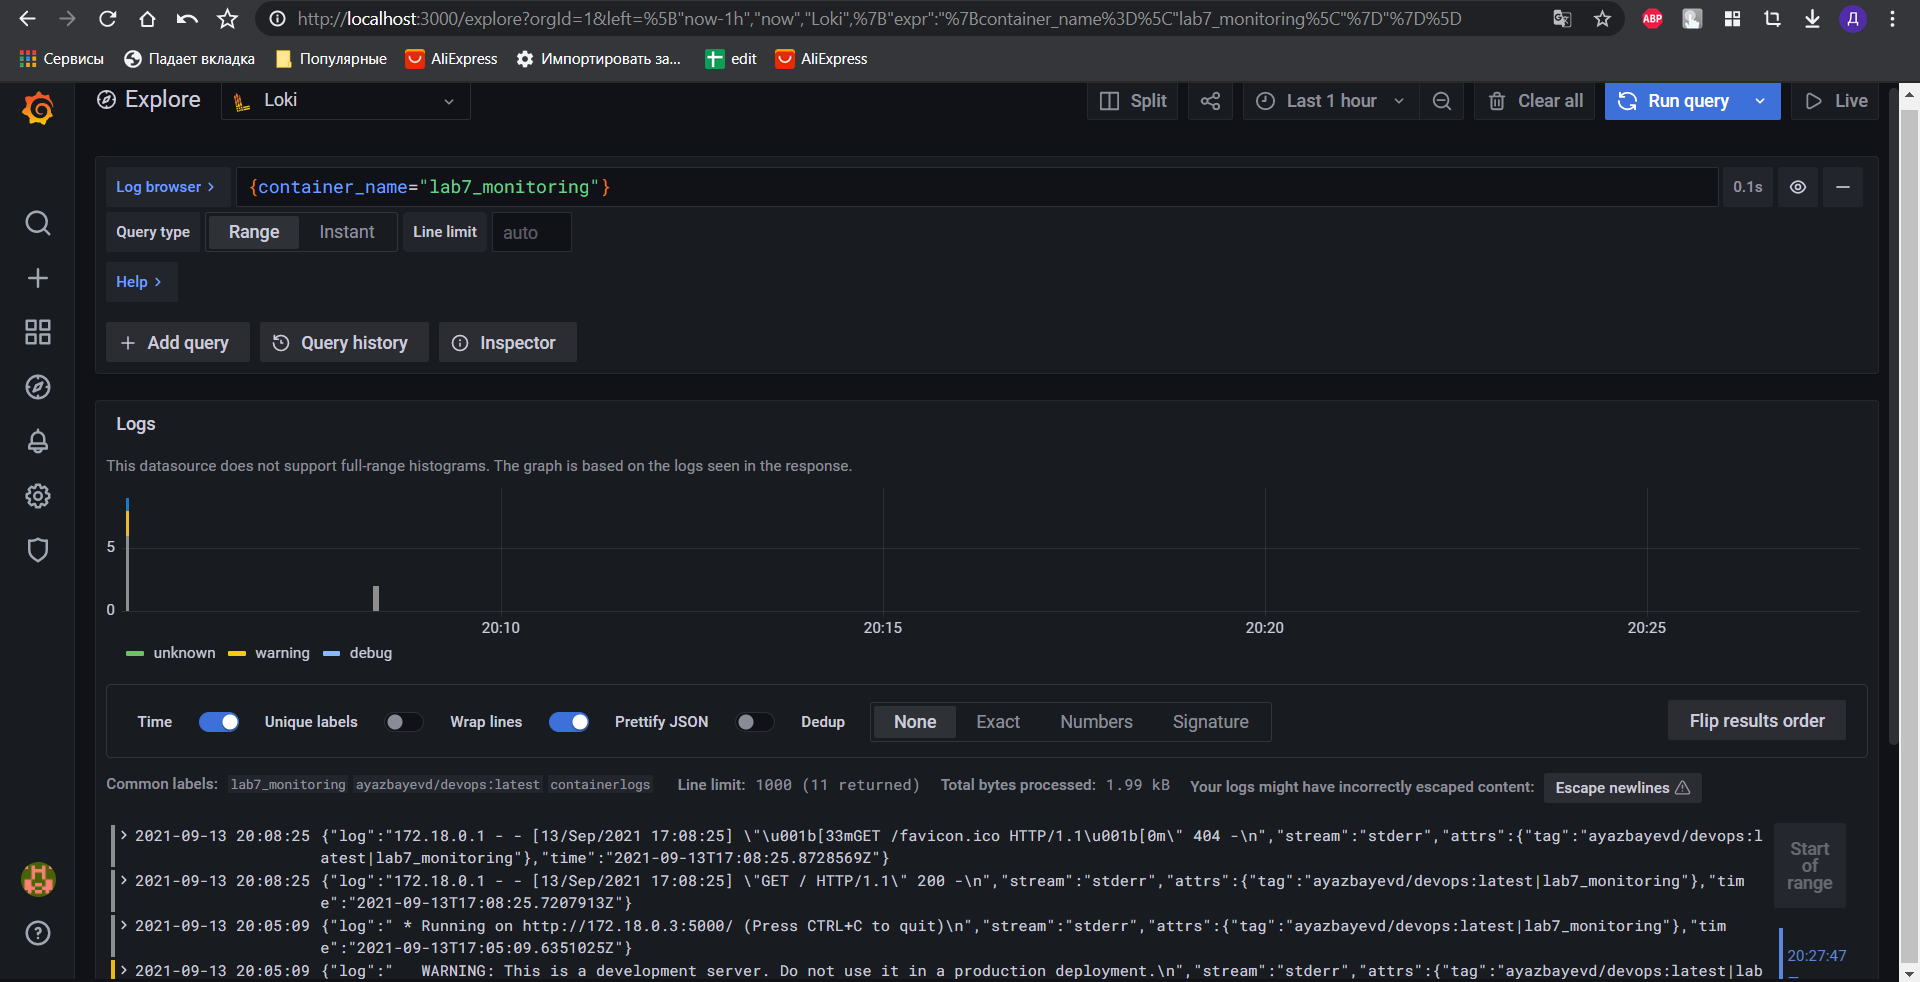 http://localhost:3000/explore?orgId=1&left=%5B"now-1h","now","Loki",%7B"expr":"%7Bcontainer_name%3D%5C"lab7_monitoring%5C"%7D"%7D%5D
ABP
Д
Сервисы Падает вкладка Популярные AliExpress Импортировать за... edit AliExpress
Explore Loki Split Last 1 hour Clear all Run query Live
Log browser > {container_name="lab7_monitoring"} 0.1s
Query type Range Instant Line limit auto
Help >
+ Add query Query history Inspector
Logs
This datasource does not support full-range histograms. The graph is based on the logs seen in the response.
5
0
20:10 20:15 20:20 20:25
unknown warning debug
Time Unique labels Wrap lines Prettify JSON Dedup None Exact Numbers Signature Flip results order
Common labels: lab7_monitoring ayazbayevd/devops:latest containerlogs Line limit: 1000 (11 returned) Total bytes processed: 1.99 kB Your logs might have incorrectly escaped content: Escape newlines
> 2021-09-13 20:08:25 {"log":"172.18.0.1 - - [13/Sep/2021 17:08:25] \"\u001b[33mGET /favicon.ico HTTP/1.1\u001b[0m\" 404 -\n","stream":"stderr","attrs":{"tag":"ayazbayevd/devops:l
atest|lab7_monitoring"},"time":"2021-09-13T17:08:25.8728569Z"}
> 2021-09-13 20:08:25 {"log":"172.18.0.1 - - [13/Sep/2021 17:08:25] \"GET / HTTP/1.1\" 200 -\n","stream":"stderr","attrs":{"tag":"ayazbayevd/devops:latest|lab7_monitoring"},"tim
e":"2021-09-13T17:08:25.7207913Z"}
> 2021-09-13 20:05:09 {"log":" * Running on http://172.18.0.3:5000/ (Press CTRL+C to quit)\n","stream":"stderr","attrs":{"tag":"ayazbayevd/devops:latest|lab7_monitoring"},"tim
e":"2021-09-13T17:05:09.6351025Z"}
> 2021-09-13 20:05:09 {"log":"   WARNING: This is a development server. Do not use it in a production deployment.\n","stream":"stderr","attrs":{"tag":"ayazbayevd/devops:latest|lab
Start
of
range
20:27:47